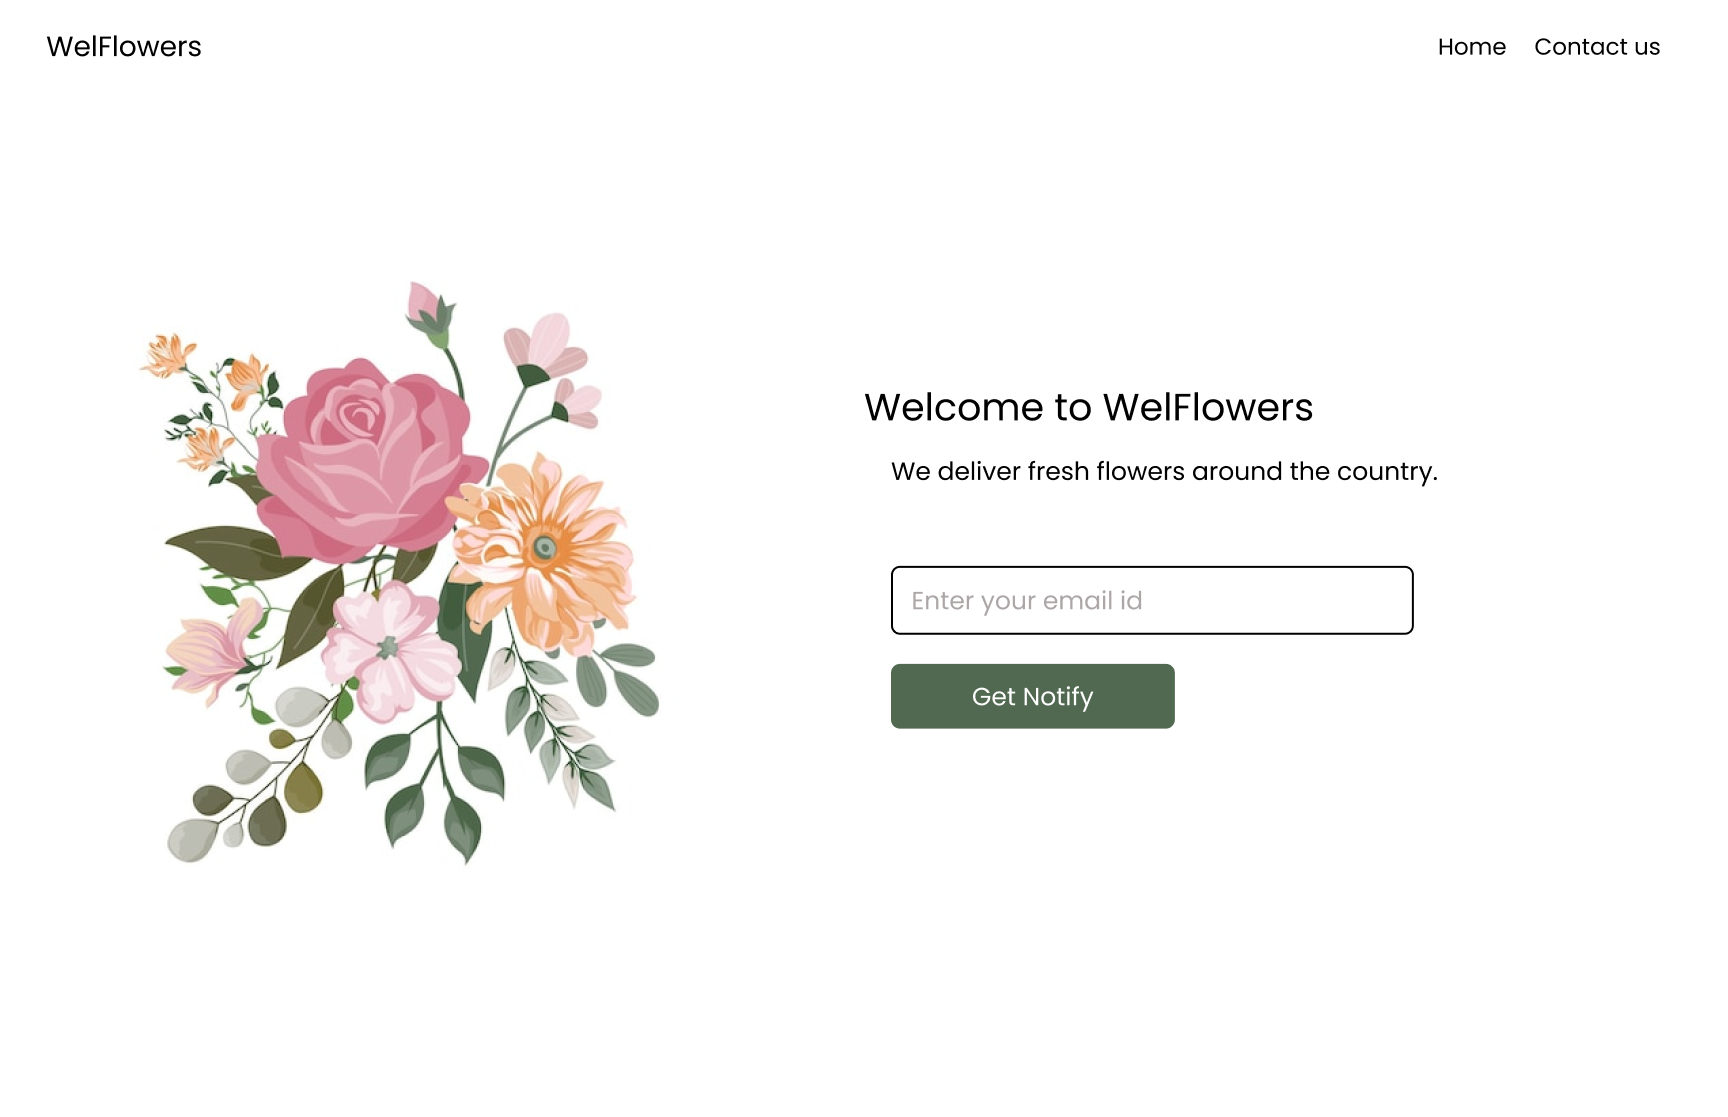 WelFlowers
Home Contact us
Welcome to WelFlowers
We deliver fresh flowers around the country.
Enter your email id
Get Notify